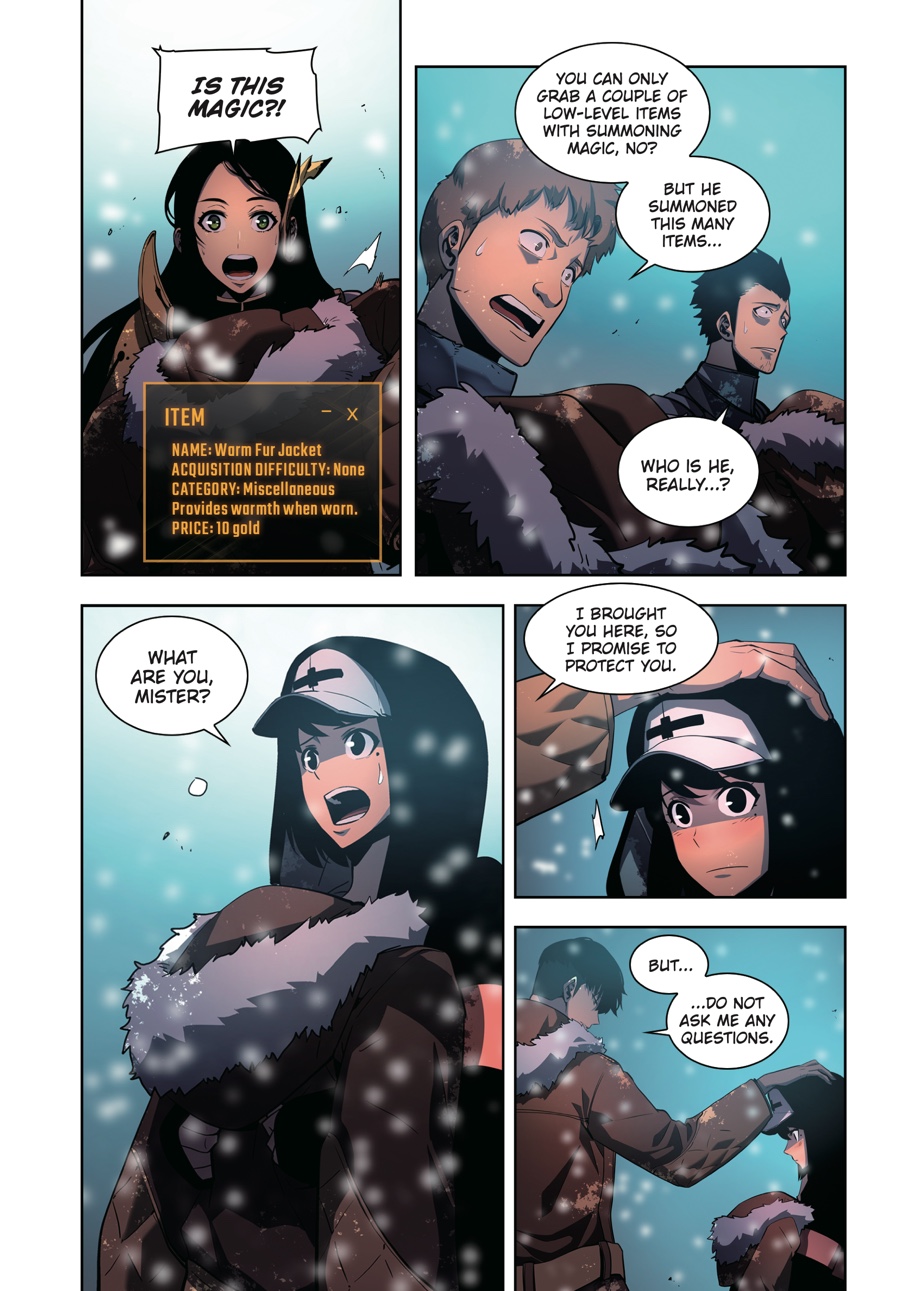 IS THIS
MAGIC?!
ITEM
– X
NAME: Warm Fur Jacket
ACQUISITION DIFFICULTY: None
CATEGORY: Miscellaneous
Provides warmth when worn.
PRICE: 10 gold
YOU CAN ONLY
GRAB A COUPLE OF
LOW-LEVEL ITEMS
WITH SUMMONING
MAGIC, NO?
BUT HE
SUMMONED
THIS MANY
ITEMS...
WHO IS HE,
REALLY...?
WHAT
ARE YOU,
MISTER?
I BROUGHT
YOU HERE, SO
I PROMISE TO
PROTECT YOU.
BUT...
...DO NOT
ASK ME ANY
QUESTIONS.